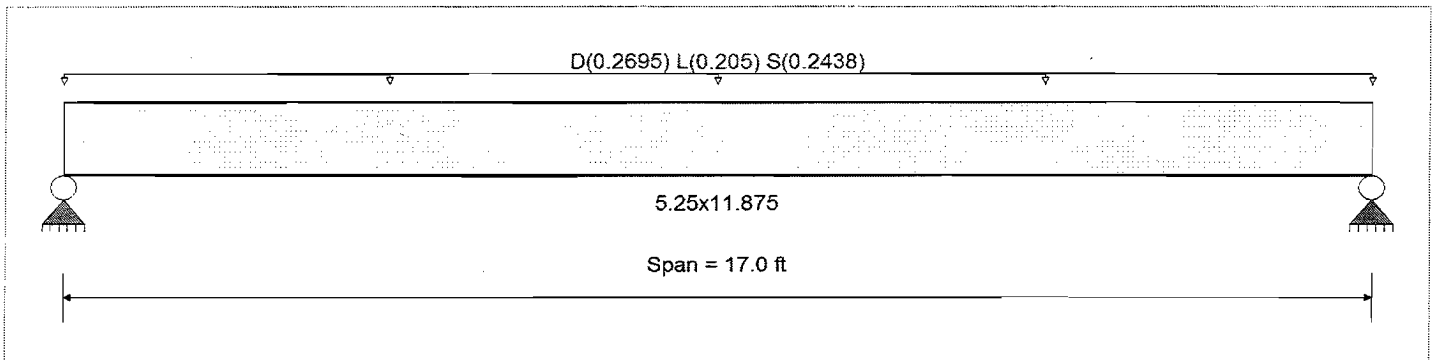 D(0.2695) L(0.205) S(0.2438)
5.25x11.875
Span = 17.0 ft